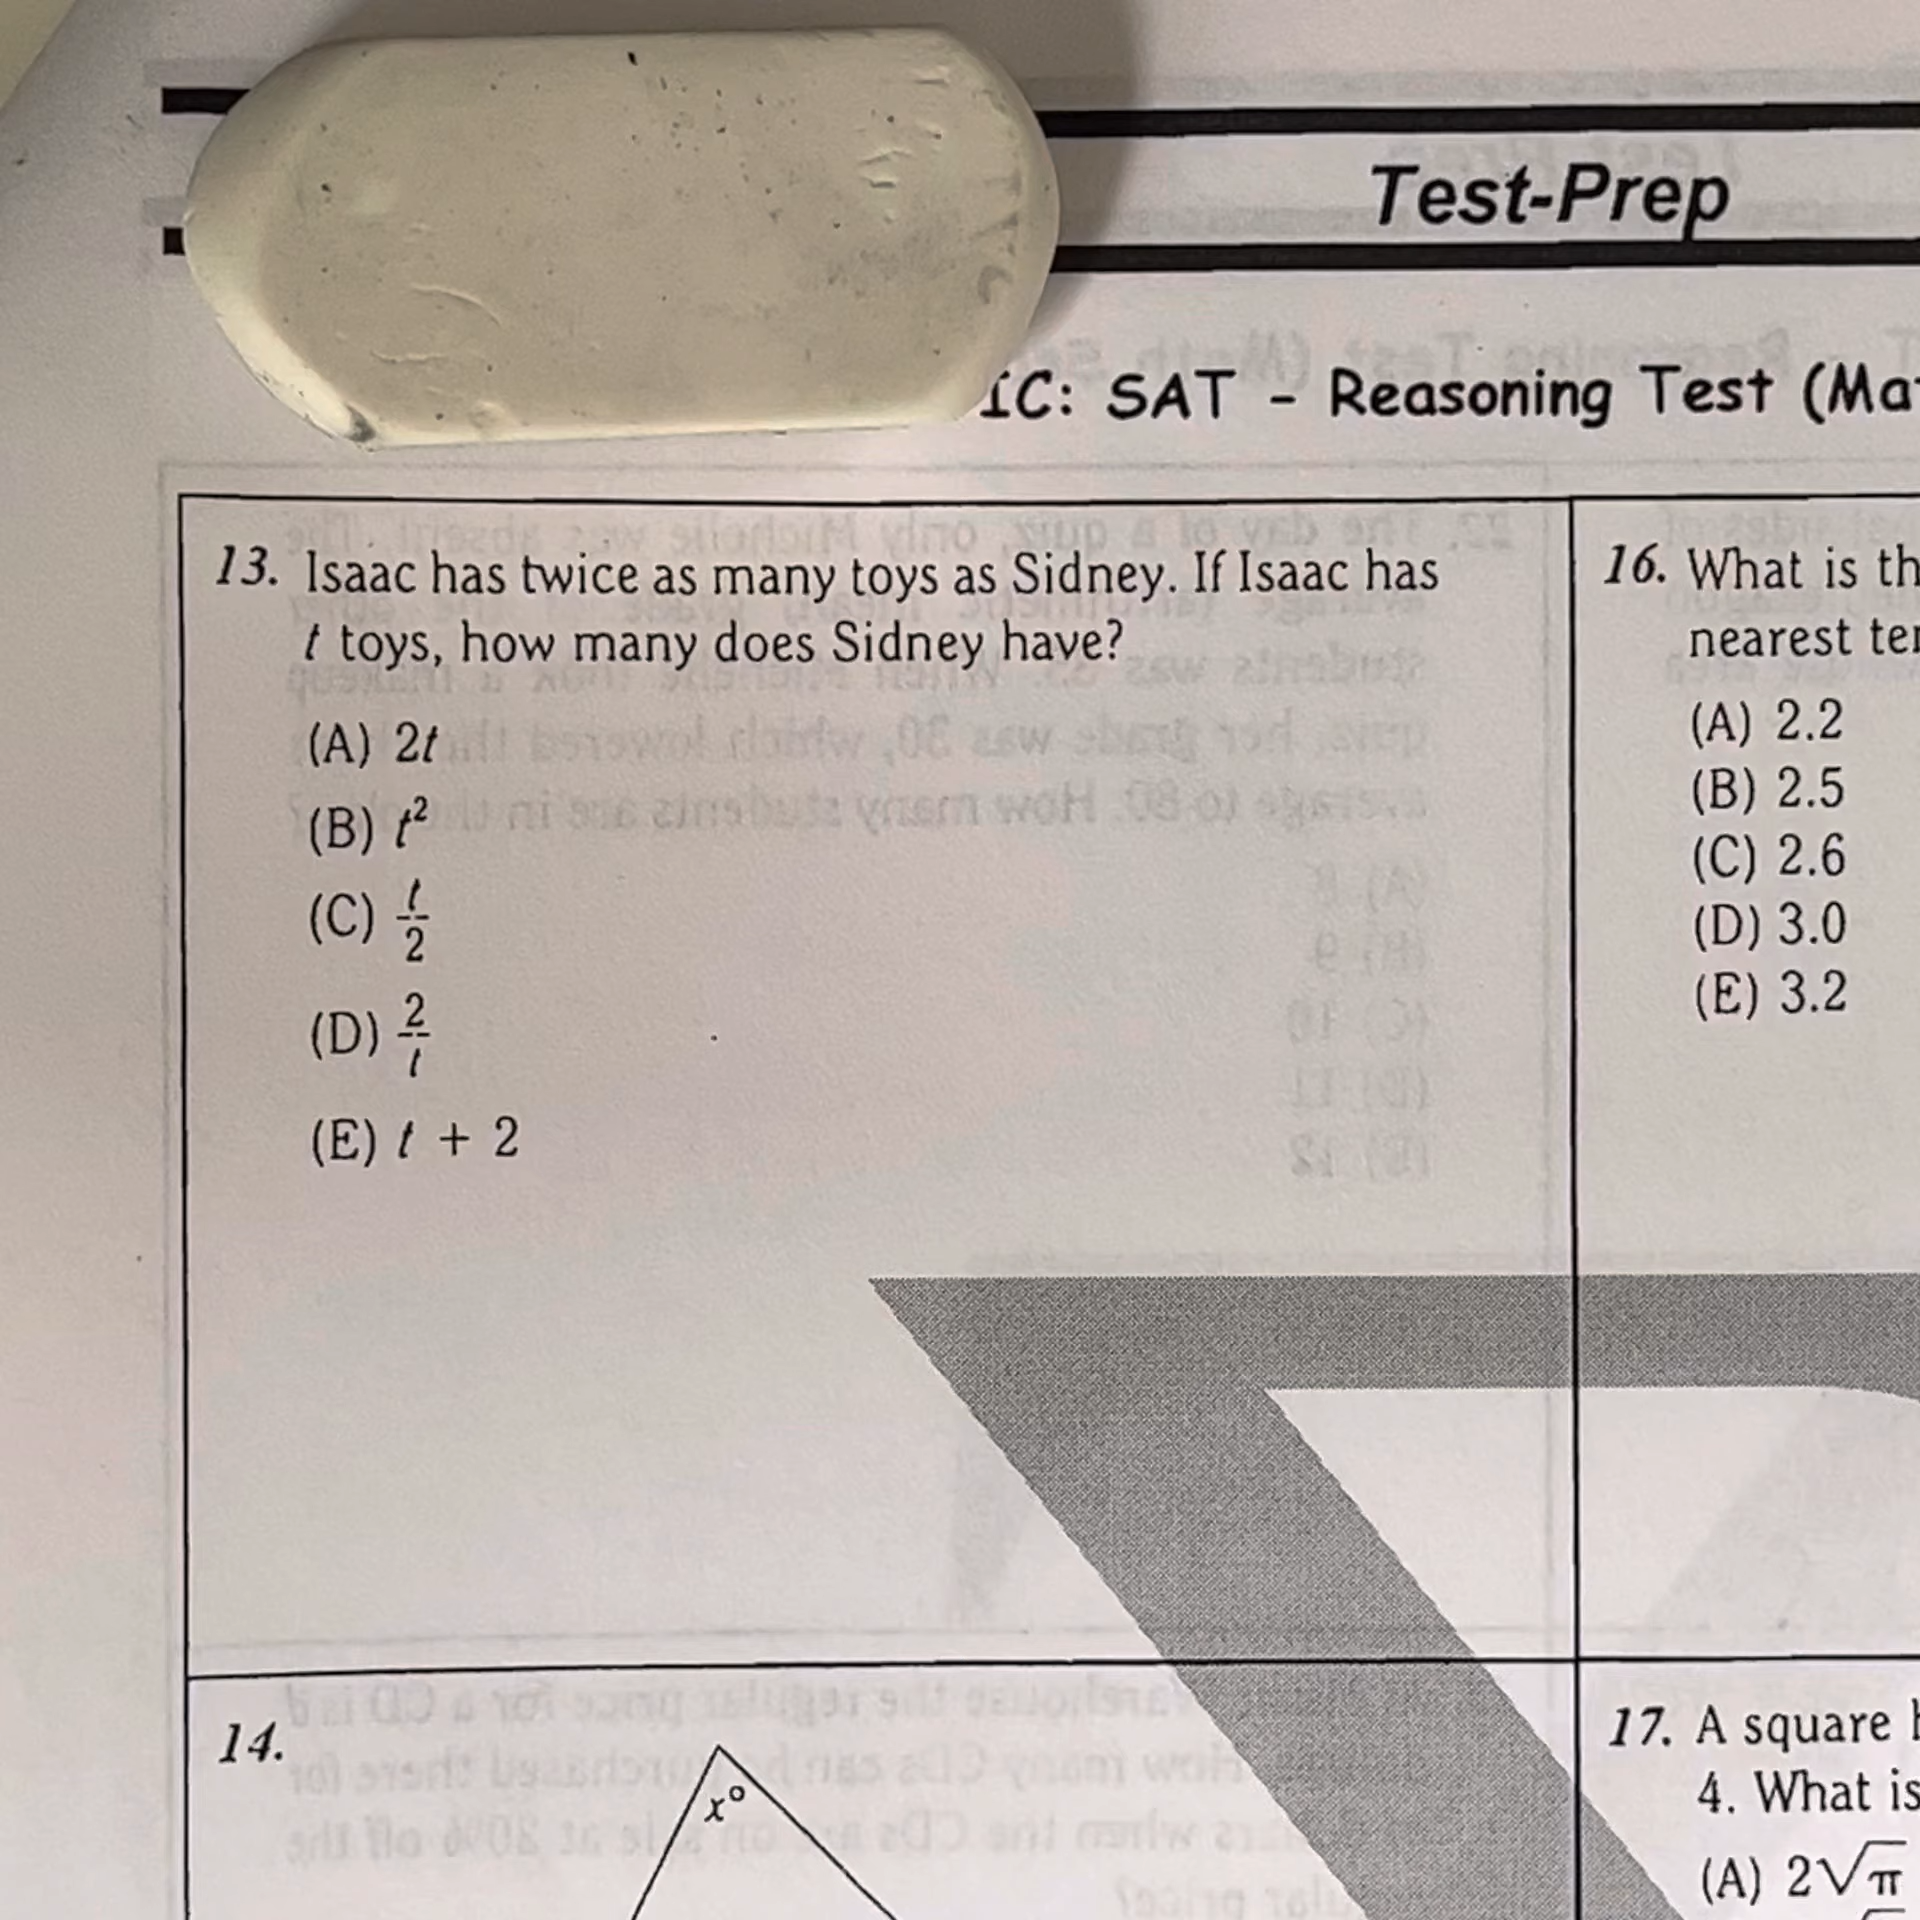 Test-Prep
IC: SAT - Reasoning Test (Mat
13. Isaac has twice as many toys as Sidney. If Isaac has
t toys, how many does Sidney have?
(A) 2t
(B) t²
(C) t/2
(D) 2/t
(E) t + 2
14.
x°
16. What is th
nearest ten
(A) 2.2
(B) 2.5
(C) 2.6
(D) 3.0
(E) 3.2
17. A square h
4. What is
(A) 2√π